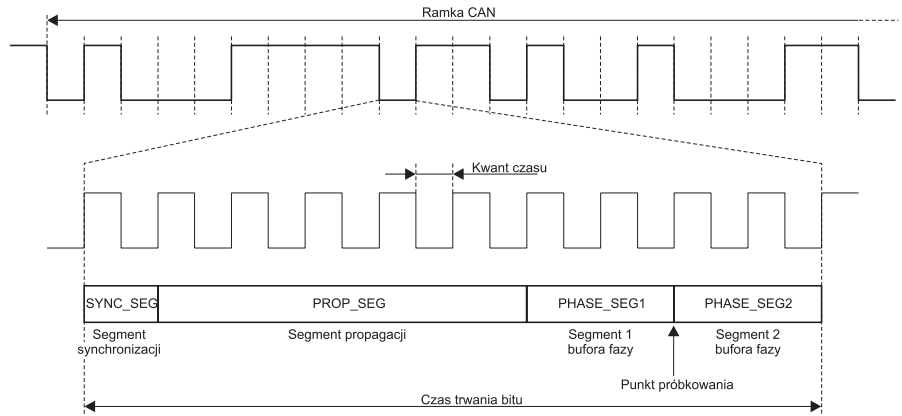 Ramka CAN
Kwant czasu
SYNC_SEG
PROP_SEG
PHASE_SEG1
PHASE_SEG2
Segment
synchronizacji
Segment propagacji
Segment 1
bufora fazy
Segment 2
bufora fazy
Punkt próbkowania
Czas trwania bitu